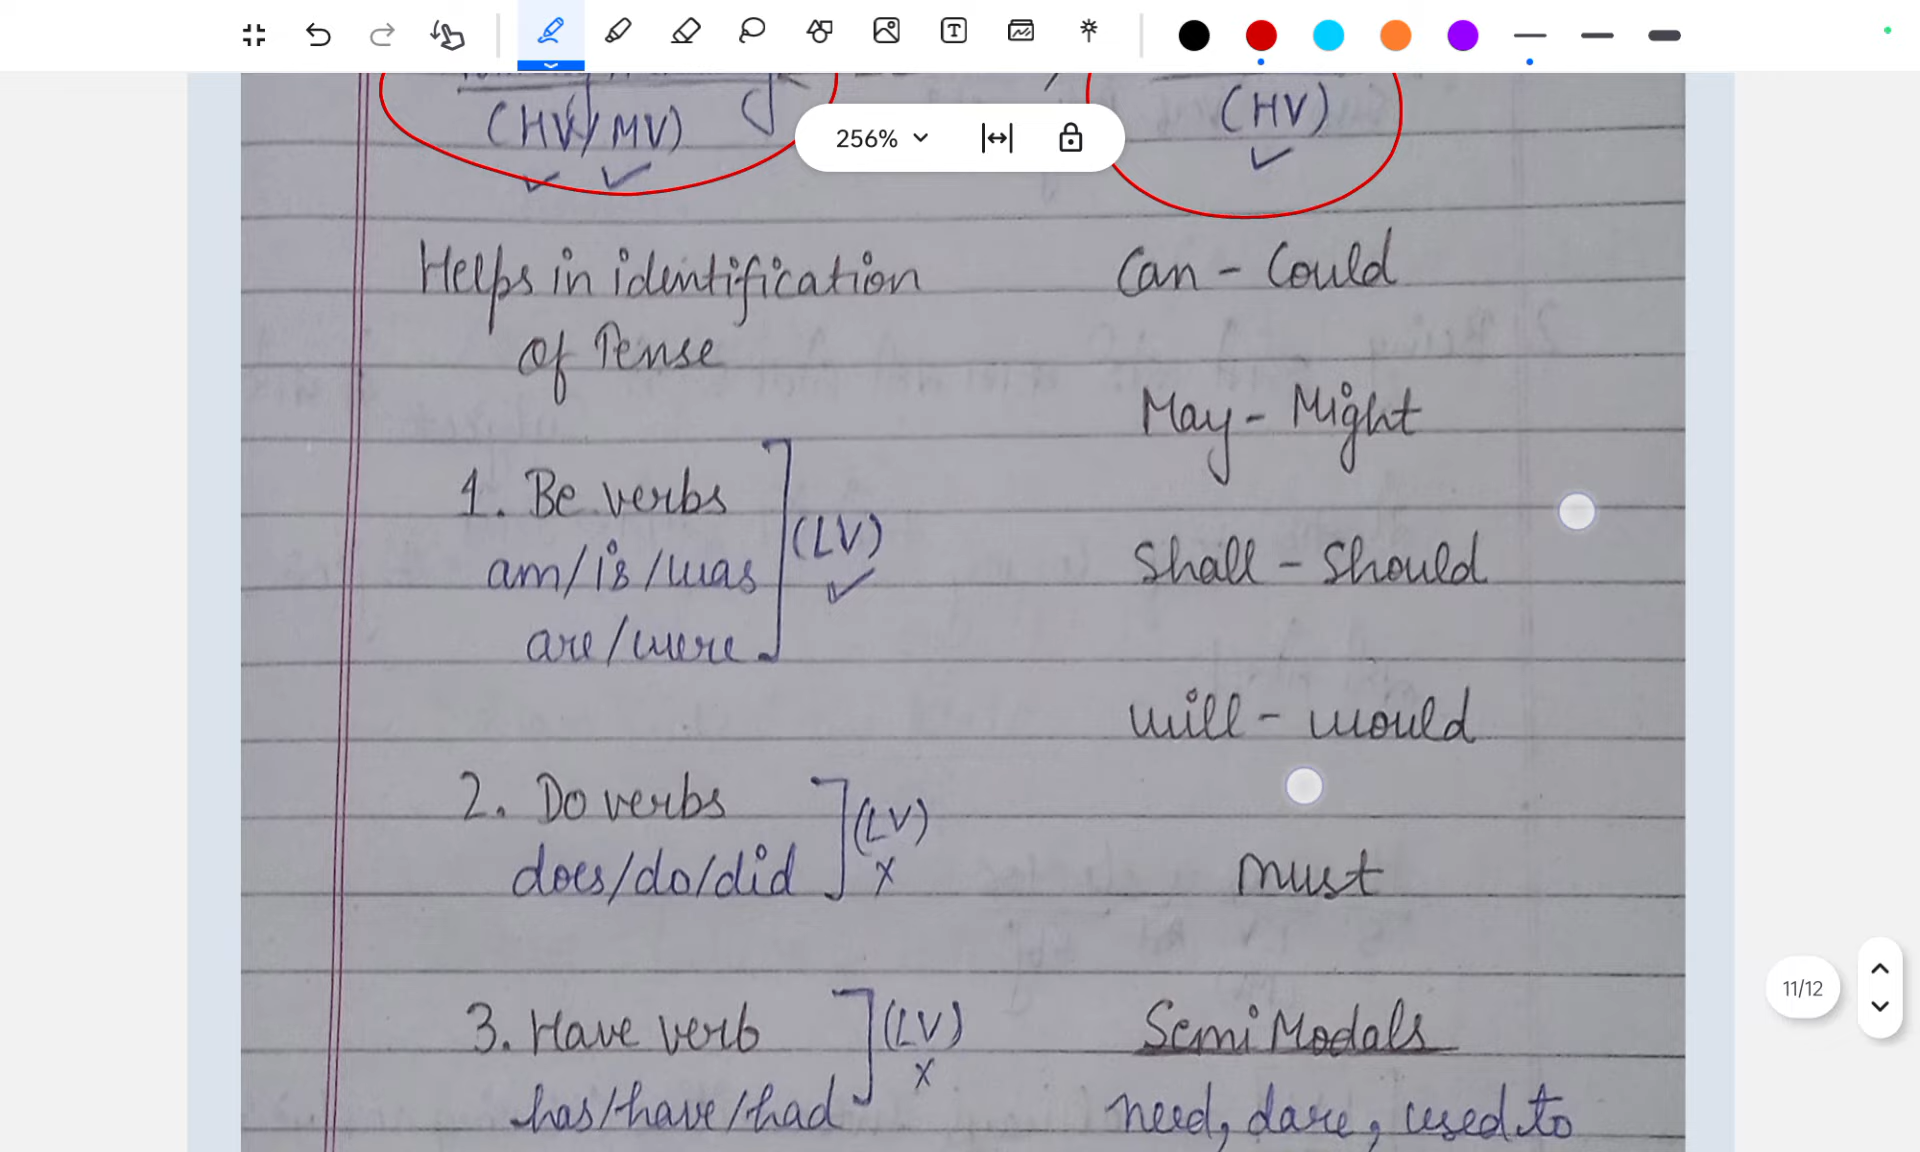 256%
(HV/MV)
(HV)
Helps in identification
of Tense
1. Be verbs
am/is/was
are/were
(LV)
2. Do verbs
does/do/did
(LV)
X
3. Have verb
has/have/had
(LV)
X
Can - Could
May - Might
Shall - Should
will - would
must
Semi Modals
need, dare, used to
11/12